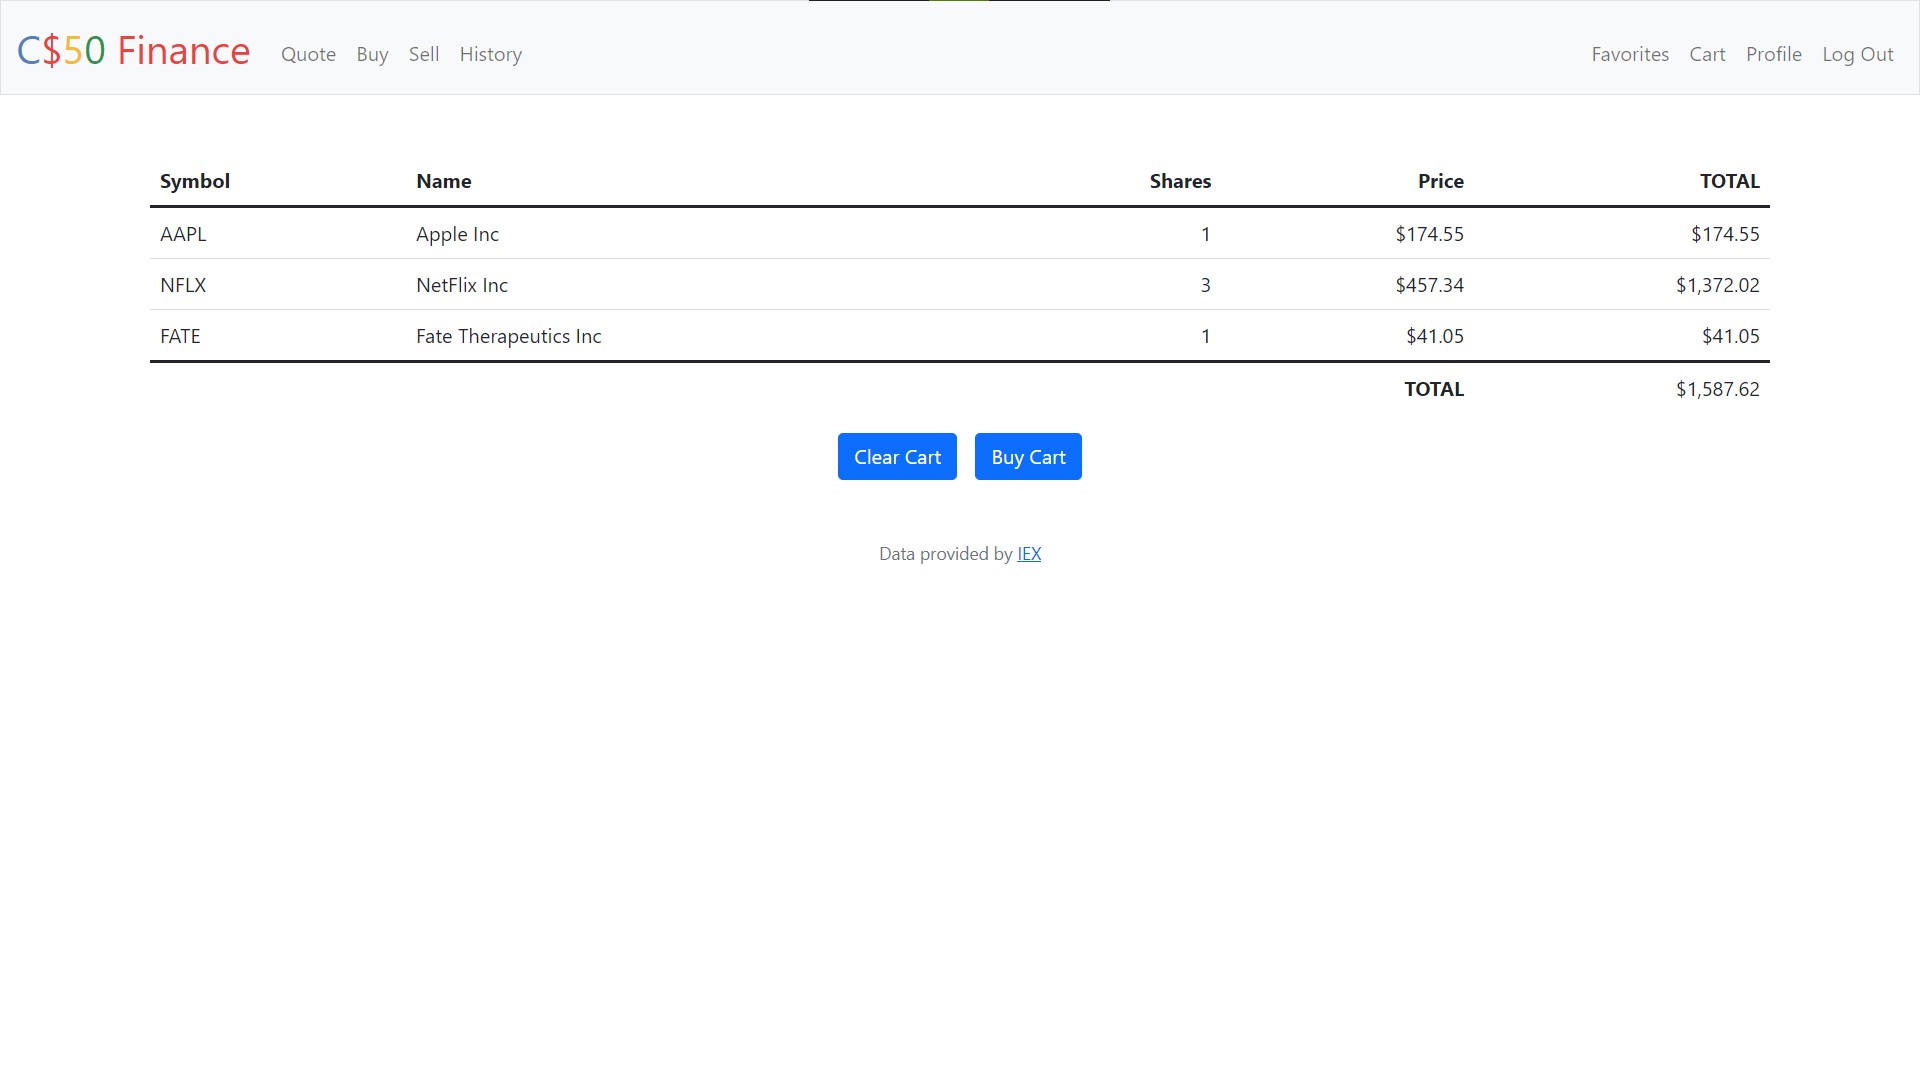 C$50 Finance Quote Buy Sell History Favorites Cart Profile Log Out
Symbol Name Shares Price TOTAL
AAPL Apple Inc 1 $174.55 $174.55
NFLX NetFlix Inc 3 $457.34 $1,372.02
FATE Fate Therapeutics Inc 1 $41.05 $41.05
TOTAL $1,587.62
Clear Cart Buy Cart
Data provided by IEX